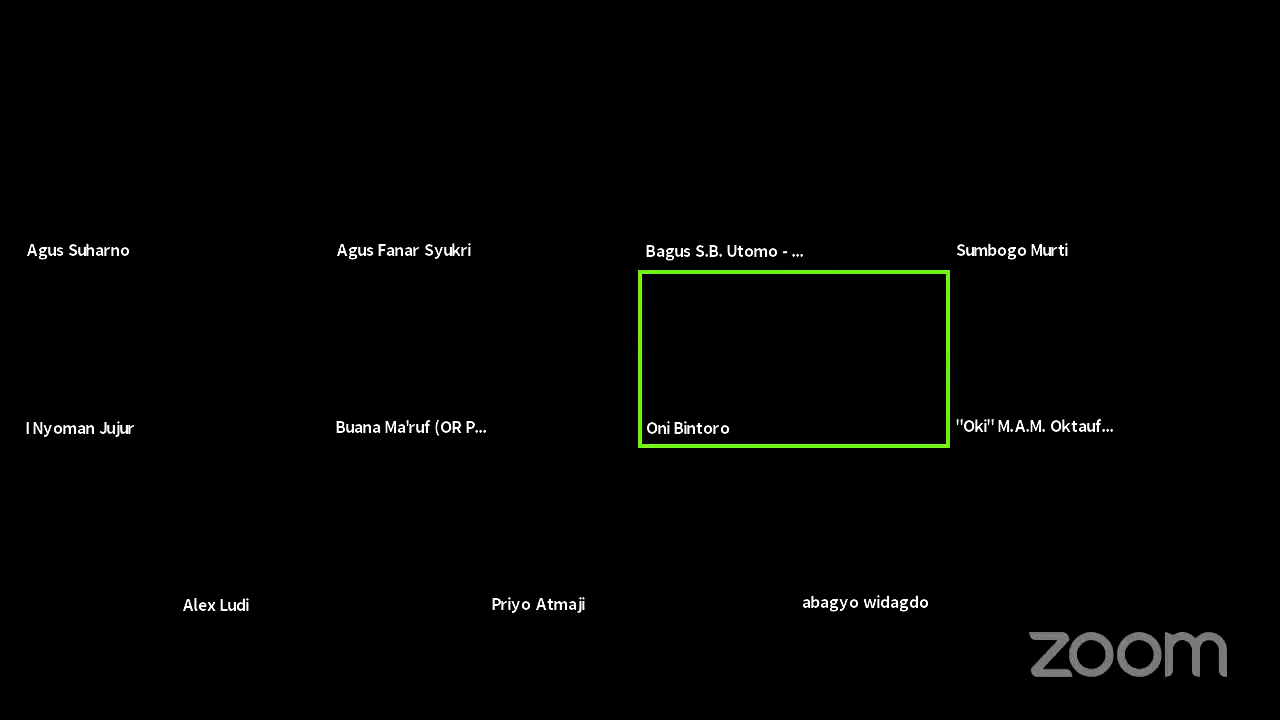 Agus Suharno
Agus Fanar Syukri
Bagus S.B. Utomo - ...
Sumbogo Murti
I Nyoman Jujur
Buana Ma'ruf (OR P...
Oni Bintoro
"Oki" M.A.M. Oktauf...
Alex Ludi
Priyo Atmaji
abagyo widagdo
zoom